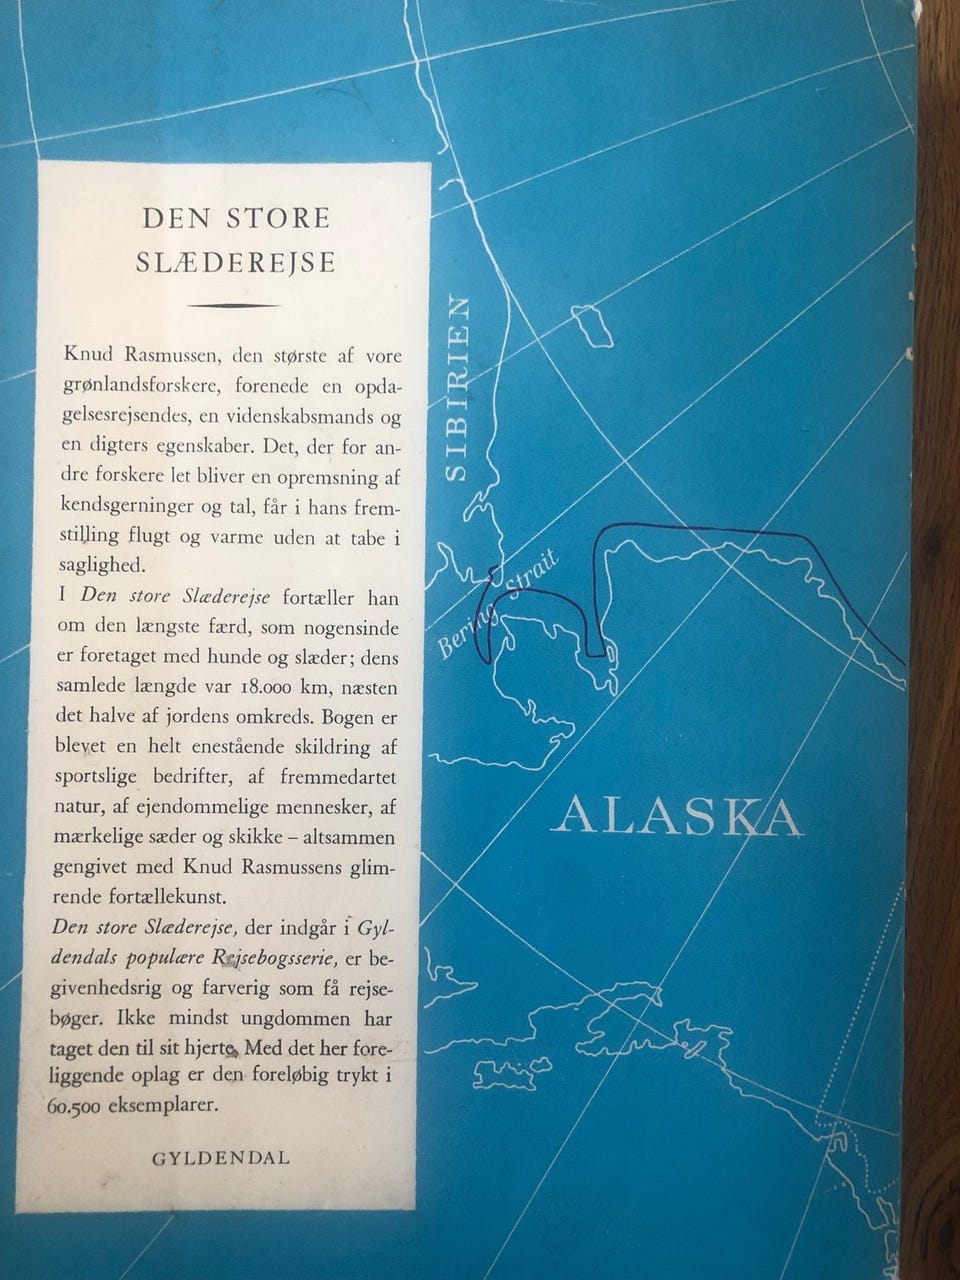 DEN STORE
SLÆDEREJSE
Knud Rasmussen, den største af vore
grønlandsforskere, forenede en opda-
gelsesrejsendes, en videnskabsmands og
en digters egenskaber. Det, der for an-
dre forskere let bliver en opremsning af
kendsgerninger og tal, får i hans frem-
stilling flugt og varme uden at tabe i
saglighed.
I Den store Slæderejse fortæller han
om den længste færd, som nogensinde
er foretaget med hunde og slæder; dens
samlede længde var 18.000 km, næsten
det halve af jordens omkreds. Bogen er
blevet en helt enestående skildring af
sportslige bedrifter, af fremmedartet
natur, af ejendommelige mennesker, af
mærkelige sæder og skikke – altsammen
gengivet med Knud Rasmussens glim-
rende fortællekunst.
Den store Slæderejse, der indgår i Gyl-
dendals populære Rejsebogsserie, er be-
givenhedsrig og farverig som få rejse-
bøger. Ikke mindst ungdommen har
taget den til sit hjerte. Med det her fore-
liggende oplag er den foreløbig trykt i
60.500 eksemplarer.
GYLDENDAL
SIBIRIEN
Bering Strait
ALASKA